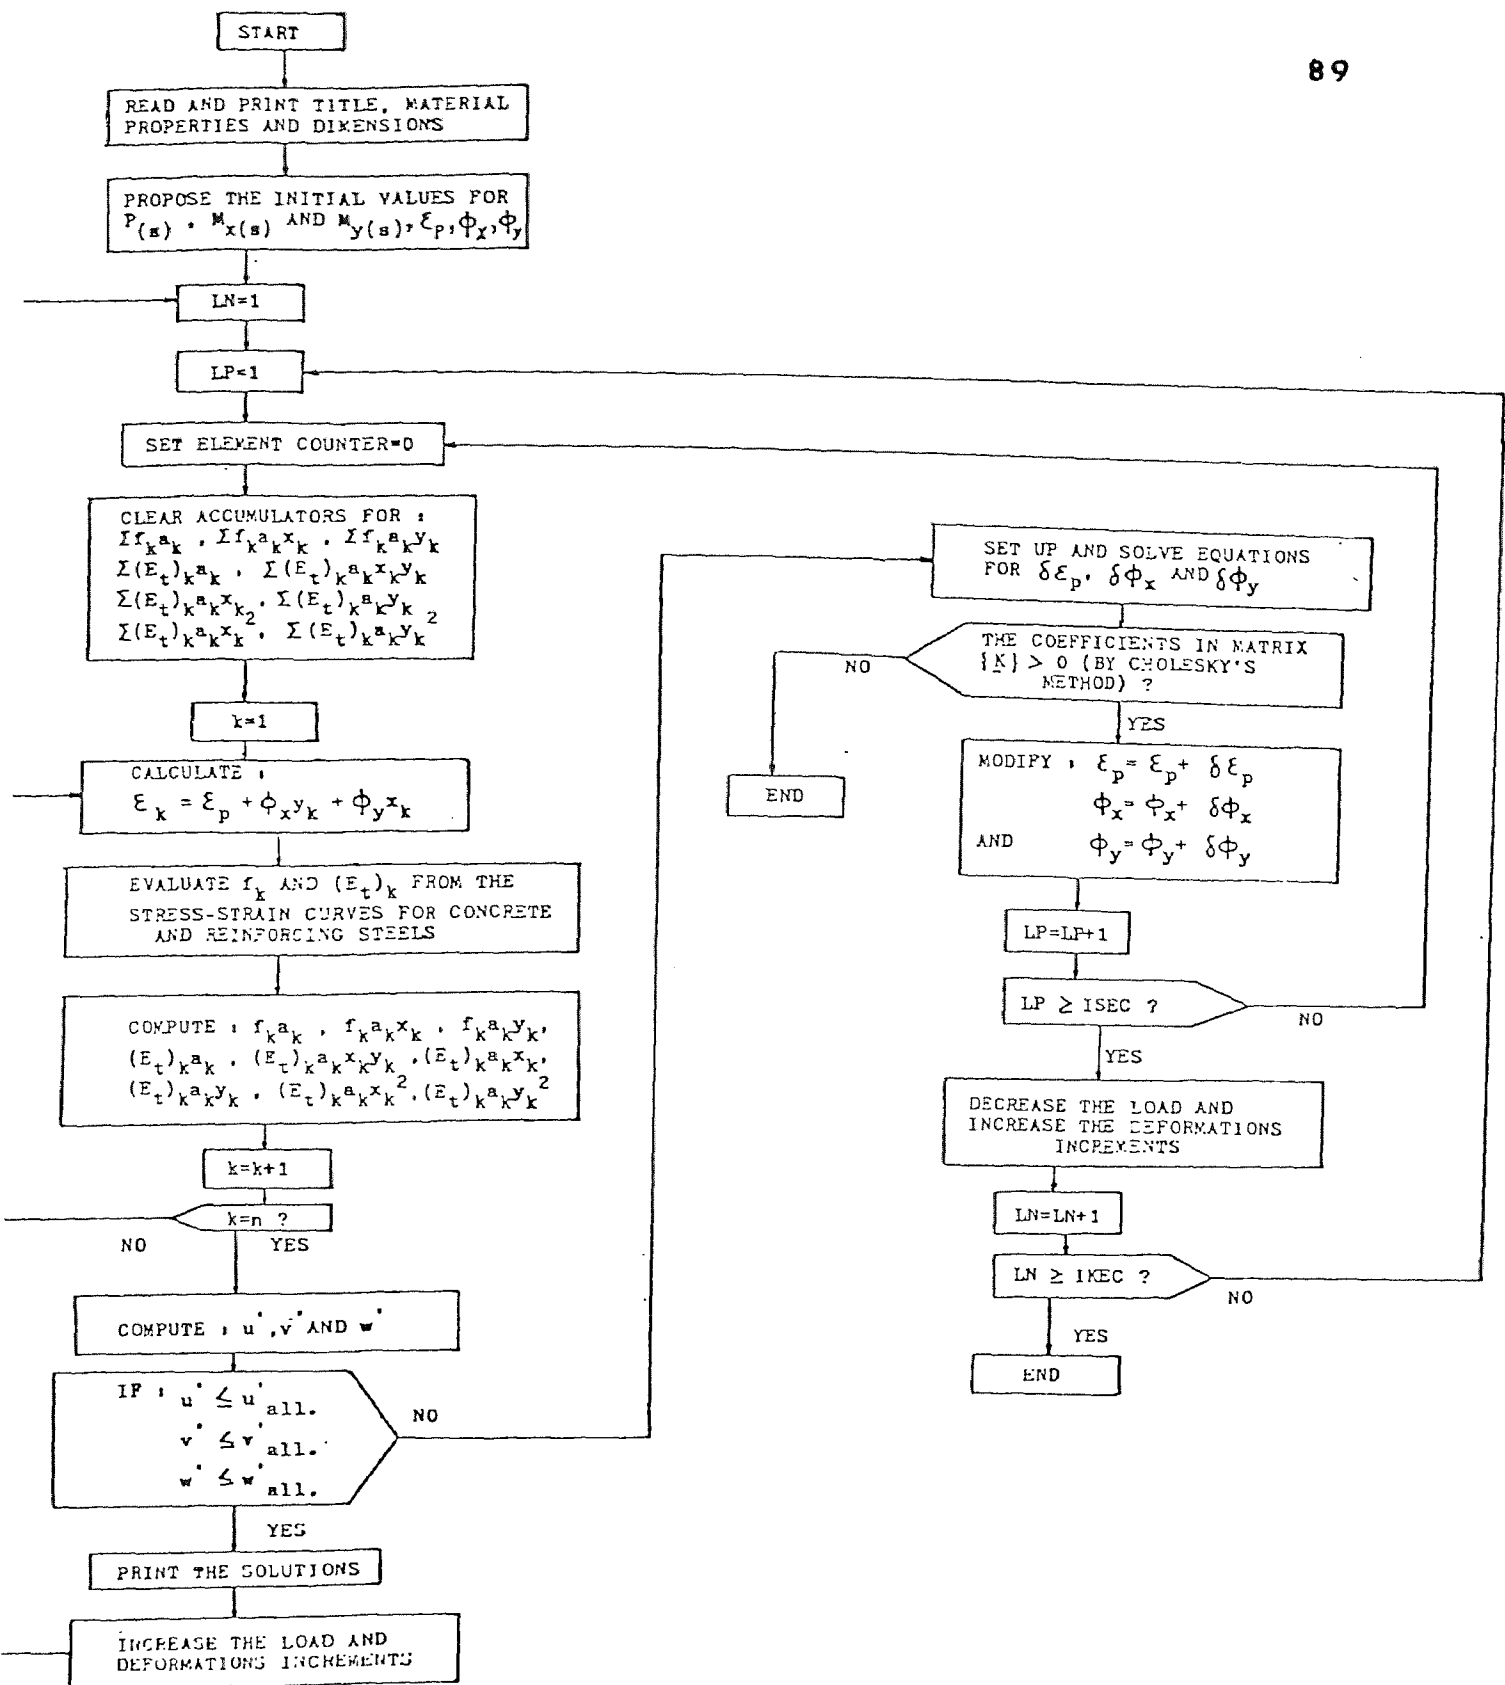 89
START
READ AND PRINT TITLE, MATERIAL
PROPERTIES AND DIMENSIONS
PROPOSE THE INITIAL VALUES FOR
P(s) , Mx(s) AND My(s), εp, ϕx, ϕy
LN=1
LP=1
SET ELEMENT COUNTER=0
CLEAR ACCUMULATORS FOR :
Σfkak , Σfkakxk , Σfkakyk
Σ(Et)kak , Σ(Et)kakxkyk
Σ(Et)kakxk , Σ(Et)kakyk
Σ(Et)kakxk², Σ(Et)kakyk²
k=1
CALCULATE :
εk = εp + ϕxyk + ϕyxk
EVALUATE fk AND (Et)k FROM THE
STRESS-STRAIN CURVES FOR CONCRETE
AND REINFORCING STEELS
COMPUTE : fkak , fkakxk , fkakyk,
(Et)kak , (Et)kakxkyk ,(Et)kakxk,
(Et)kakyk , (Et)kakxk²,(Et)kakyk²
k=k+1
k=n ?
NO
YES
COMPUTE : u',v' AND w'
IF : u' ≤ u'all.
v' ≤ v'all.
w' ≤ w'all.
NO
YES
PRINT THE SOLUTIONS
INCREASE THE LOAD AND
DEFORMATIONS INCREMENTS
SET UP AND SOLVE EQUATIONS
FOR δεp, δϕx AND δϕy
THE COEFFICIENTS IN MATRIX
{K} > 0 (BY CHOLESKY'S
METHOD) ?
NO
YES
END
MODIFY : εp= εp+ δεp
ϕx= ϕx+ δϕx
AND ϕy= ϕy+ δϕy
LP=LP+1
LP ≥ ISEC ?
NO
YES
DECREASE THE LOAD AND
INCREASE THE DEFORMATIONS
INCREMENTS
LN=LN+1
LN ≥ IKEC ?
NO
YES
END